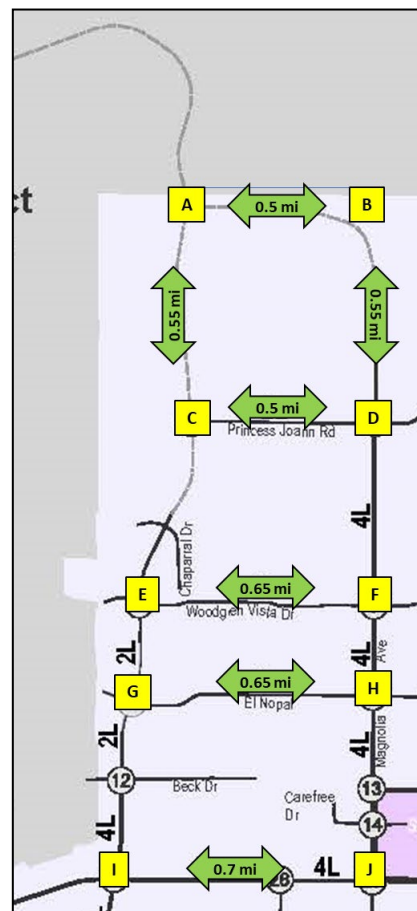 ct
A
0.5 mi
B
0.55 mi
0.55 mi
C
0.5 mi
D
Princess Joann Rd
4L
Chaparral Dr
E
0.65 mi
F
Woodglen Vista Dr
2L
4L
Ave
G
0.65 mi
H
El Nopal
2L
4L
Magnolia
12
Beck Dr
13
Carefree
Dr
14
4L
I
0.7 mi
4L
J